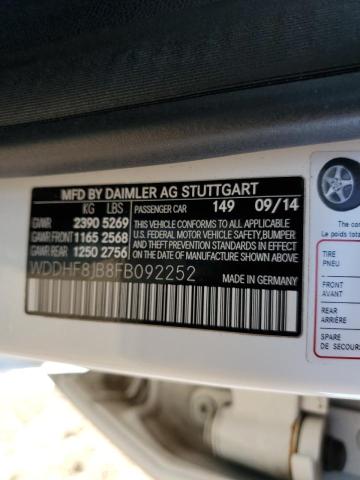 MFD BY DAIMLER AG STUTTGART
KG LBS
PASSENGER CAR 149 09/14
GAWR 2390 5269
GAWR FRONT 1165 2568
GAWR REAR 1250 2756
THIS VEHICLE CONFORMS TO ALL APPLICABLE
U.S. FEDERAL MOTOR VEHICLE SAFETY, BUMPER
AND THEFT PREVENTION STANDARDS IN EFFECT ON
THE DATE OF MANUFACTURE SHOWN ABOVE.
WDDHF8JB8FB092252
MADE IN GERMANY
TIRE
PNEU
FRONT
AVANT
REAR
ARRIÈRE
SPARE
DE